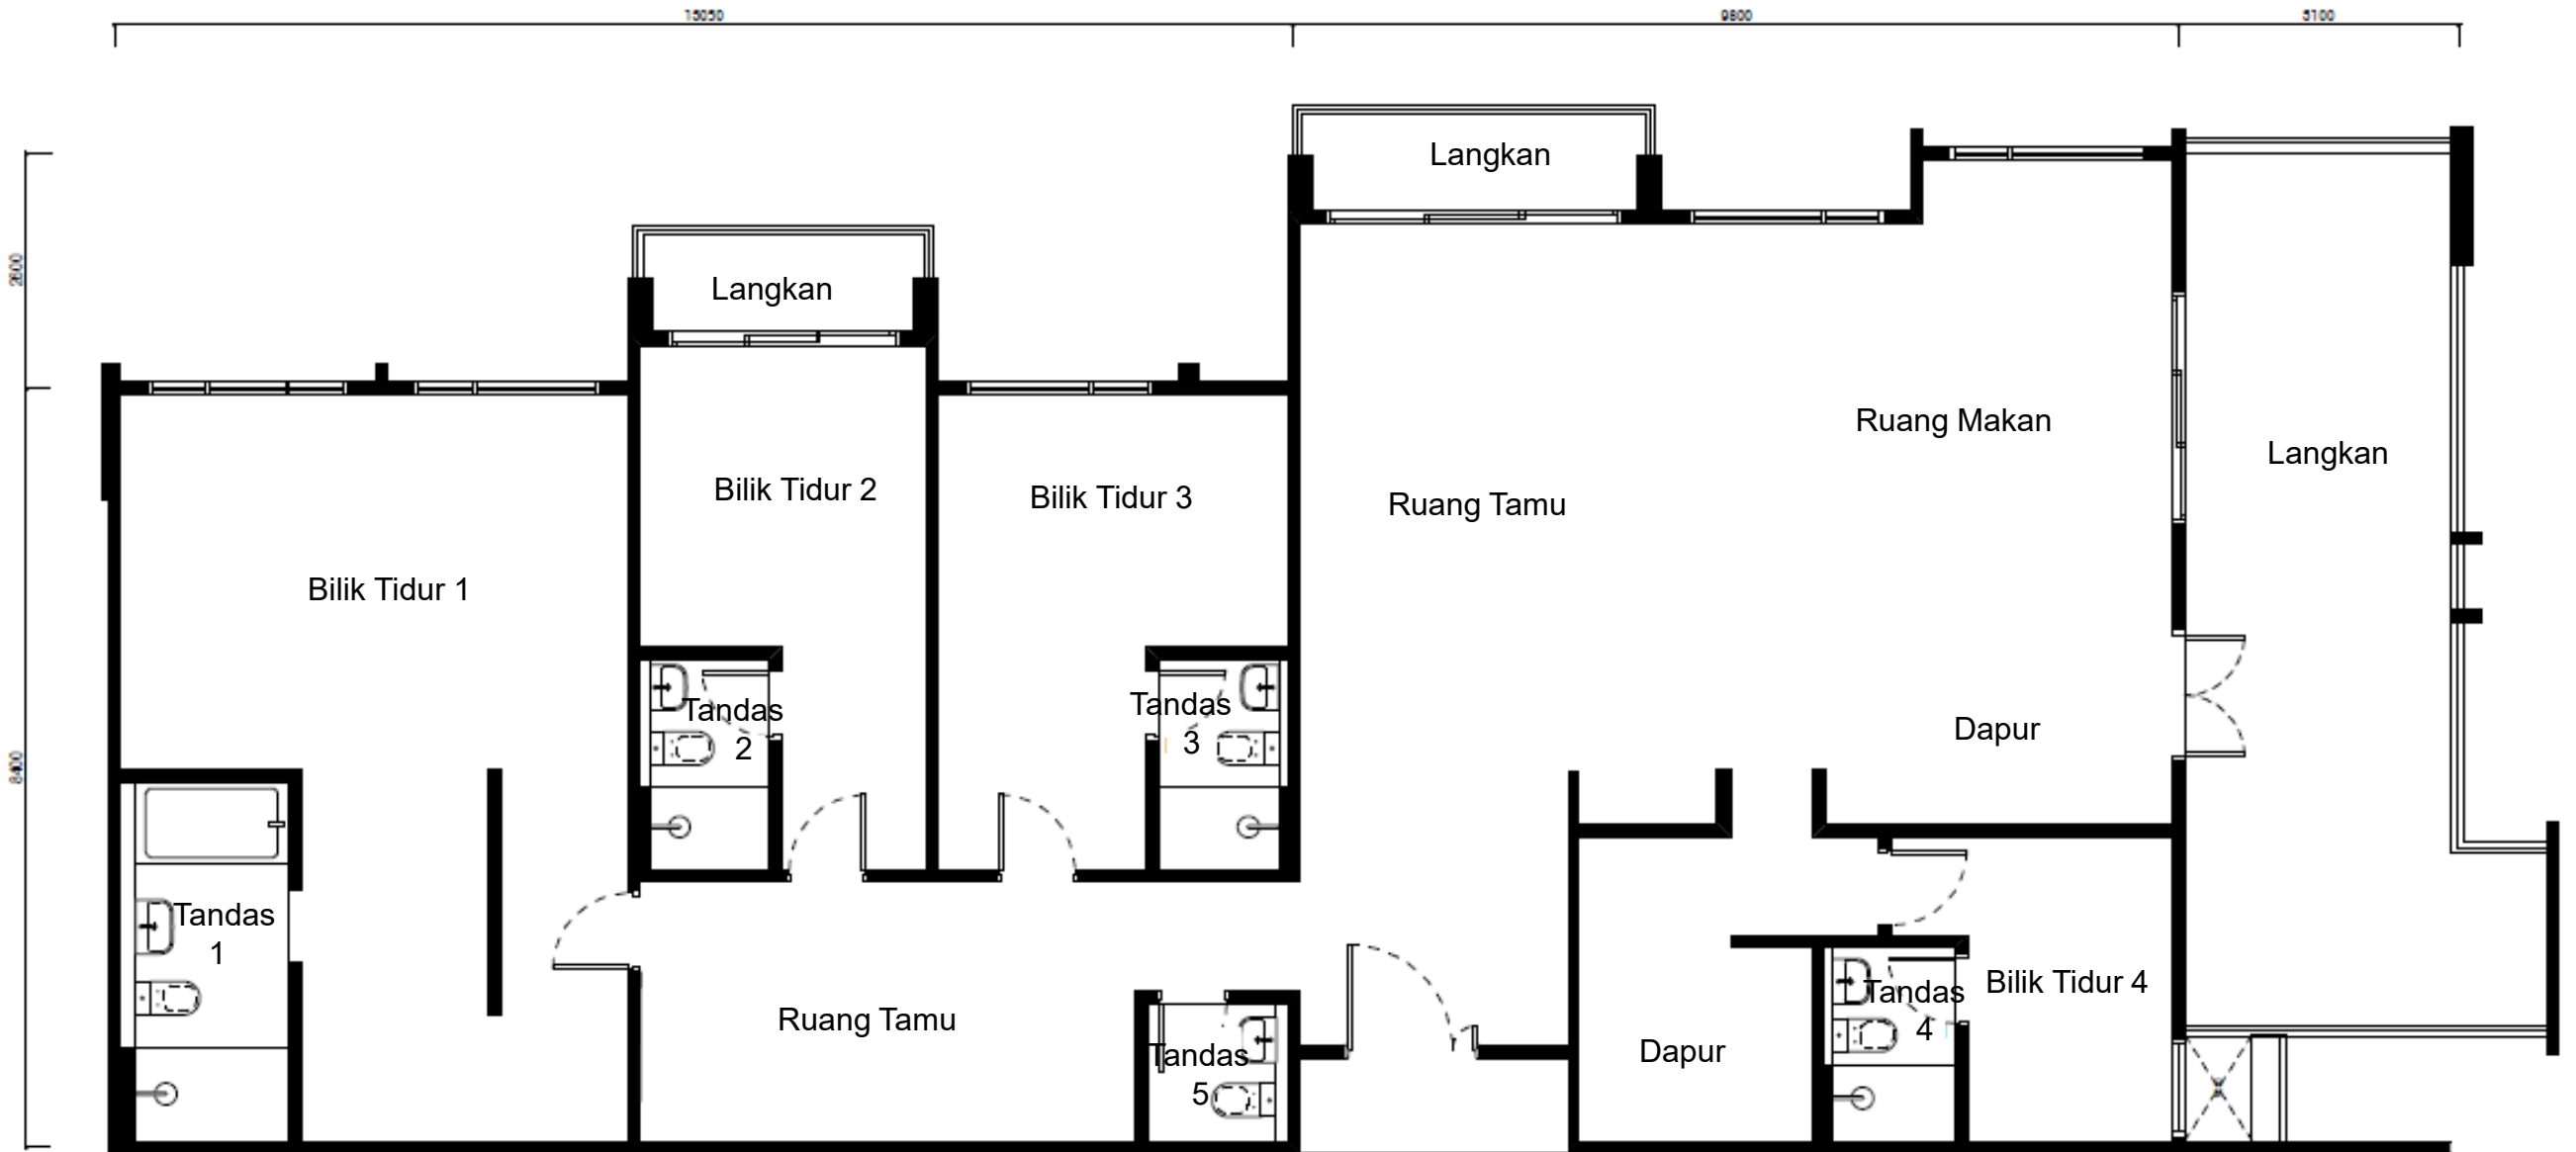 15050
9800
5100
Langkan
2600
Langkan
Ruang Makan
Langkan
Bilik Tidur 2
Bilik Tidur 3
Ruang Tamu
Bilik Tidur 1
Tandas
2
Tandas
3
Dapur
8400
Tandas
1
Bilik Tidur 4
Tandas
4
Ruang Tamu
Dapur
Tandas
5